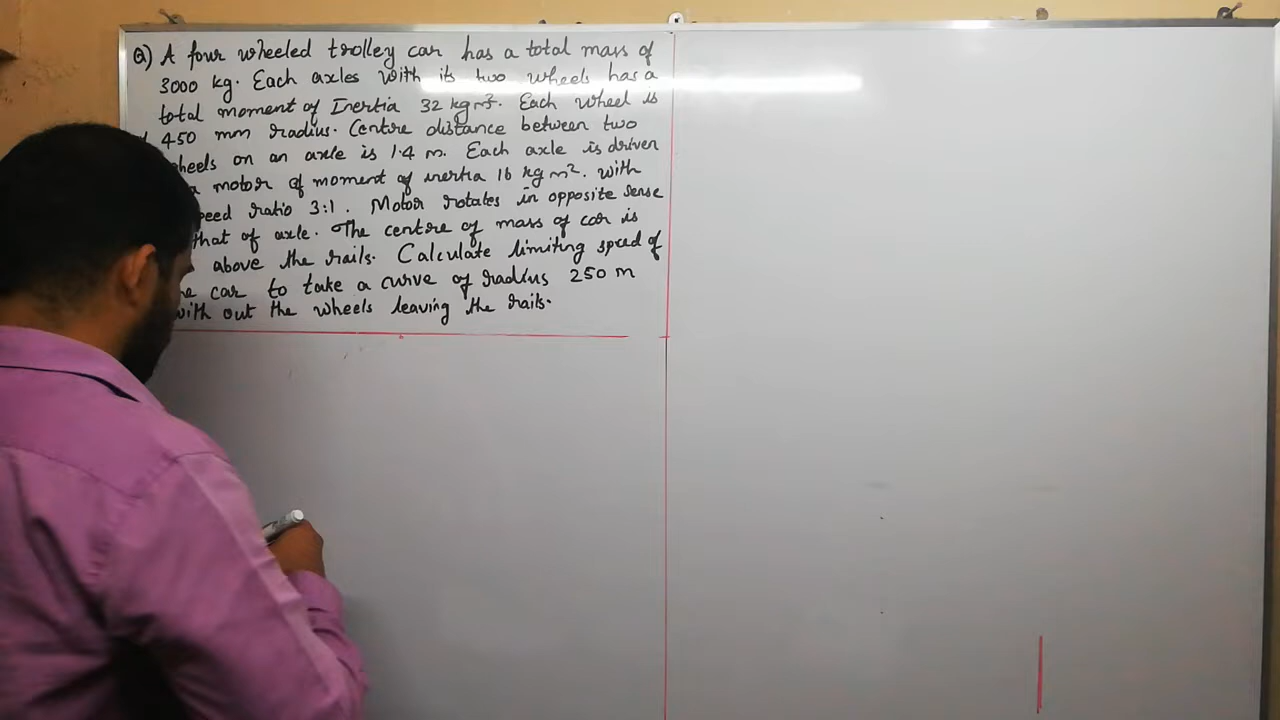 Q) A four wheeled trolley car has a total mass of
3000 kg. Each axles with its two wheels has a
total moment of Inertia 32 kgm². Each wheel is
450 mm radius. Centre distance between two
wheels on an axle is 1.4 m. Each axle is driven
a motor of moment of inertia 16 kg m². with
speed ratio 3:1. Motor rotates in opposite sense
that of axle. The centre of mass of car is
above the rails. Calculate limiting speed of
car to take a curve of radius 250 m
with out the wheels leaving the rails.